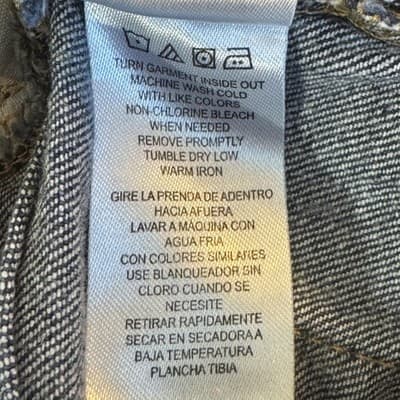 TURN GARMENT INSIDE OUT
MACHINE WASH COLD
WITH LIKE COLORS
NON-CHLORINE BLEACH
WHEN NEEDED
REMOVE PROMPTLY
TUMBLE DRY LOW
WARM IRON
GIRE LA PRENDA DE ADENTRO
HACIA AFUERA
LAVAR A MÁQUINA CON
AGUA FRIA
CON COLORES SIMILARES
USE BLANQUEADOR SIN
CLORO CUANDO SE
NECESITE
RETIRAR RAPIDAMENTE
SECAR EN SECADORA A
BAJA TEMPERATURA
PLANCHA TIBIA